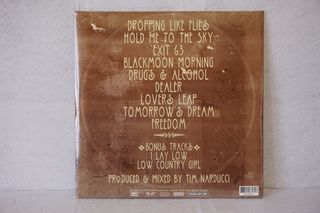 DROPPING LIKE FLIES
HOLD ME TO THE SKY
EXIT 63
BLACKMOON MORNING
DRUGS & ALCOHOL
DEALER
LOVERS LEAP
TOMORROW'S DREAM
FREEDOM
BONUS TRACKS
I LAY LOW
LOW COUNTRY GIRL
PRODUCED & MIXED BY TIM NARDUCCI